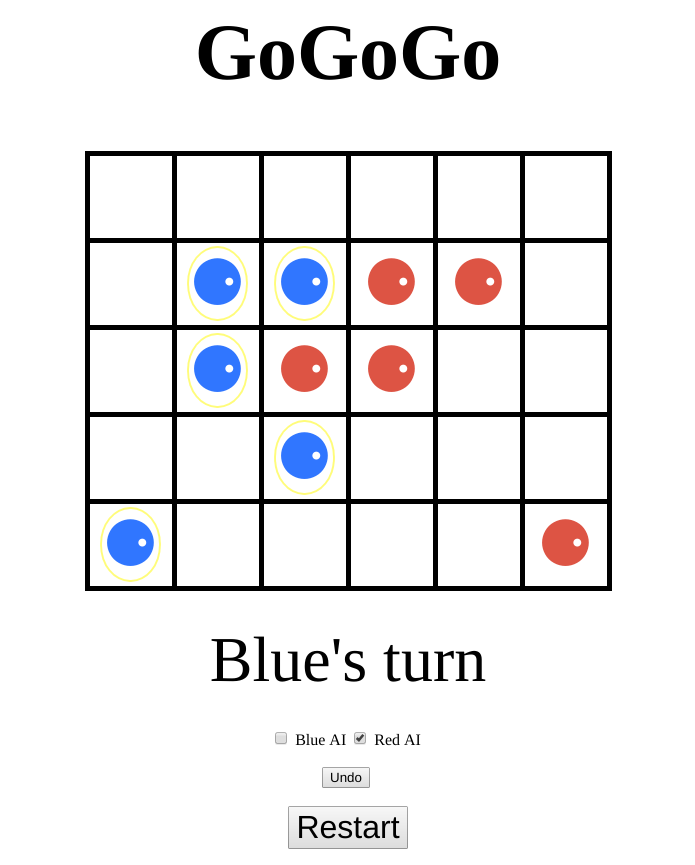 GoGoGo
Blue's turn
Blue AI Red AI
Undo
Restart